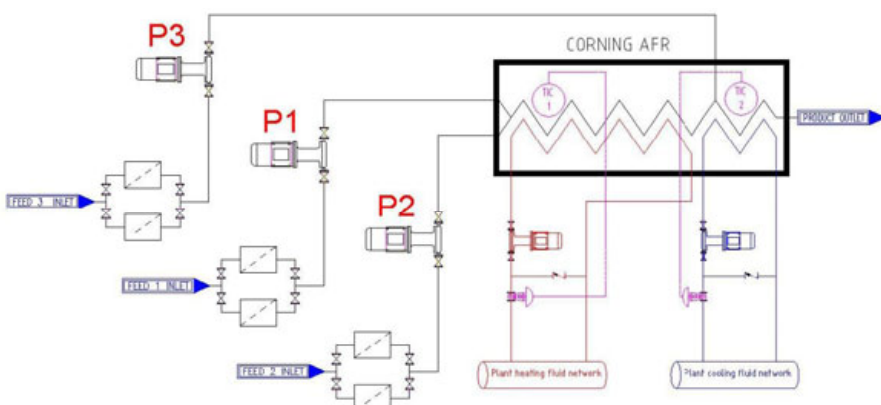 P3
CORNING AFR
TIC
1
TIC
2
P1
PRODUCT OUTLET
P2
FEED 3 INLET
FEED 1 INLET
FEED 2 INLET
Plant heating fluid network
Plant cooling fluid network